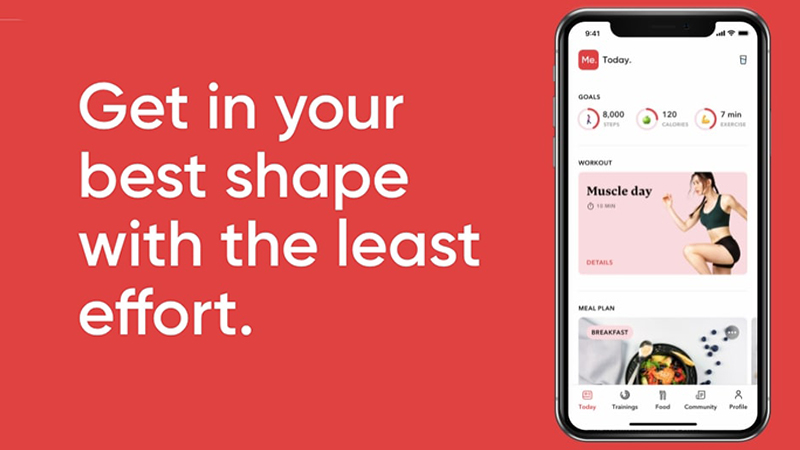 Get in your
best shape
with the least
effort.
9:41
Me. Today.
GOALS
8,000
STEPS
120
CALORIES
7 min
EXERCISE
WORKOUT
Muscle day
15 MIN
DETAILS
MEAL PLAN
BREAKFAST
Today
Trainings
Food
Community
Profile